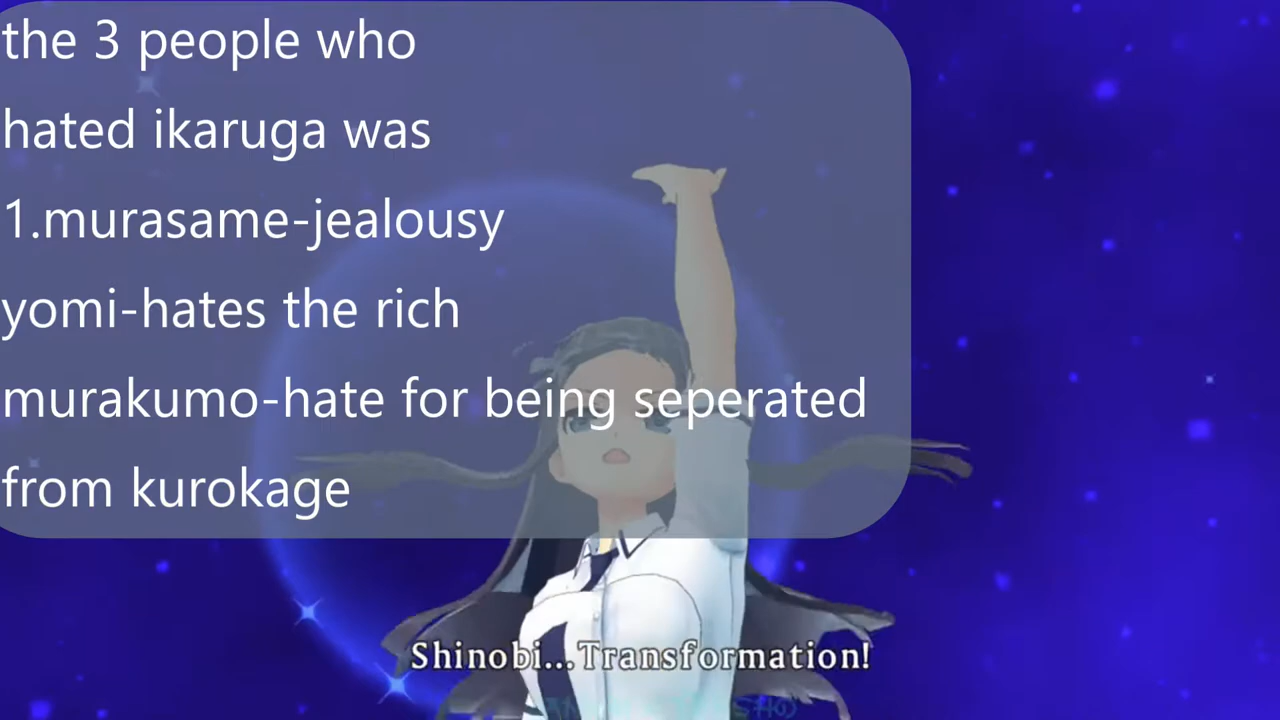 the 3 people who
hated ikaruga was
1.murasame-jealousy
yomi-hates the rich
murakumo-hate for being seperated
from kurokage
Shinobi...Transformation!